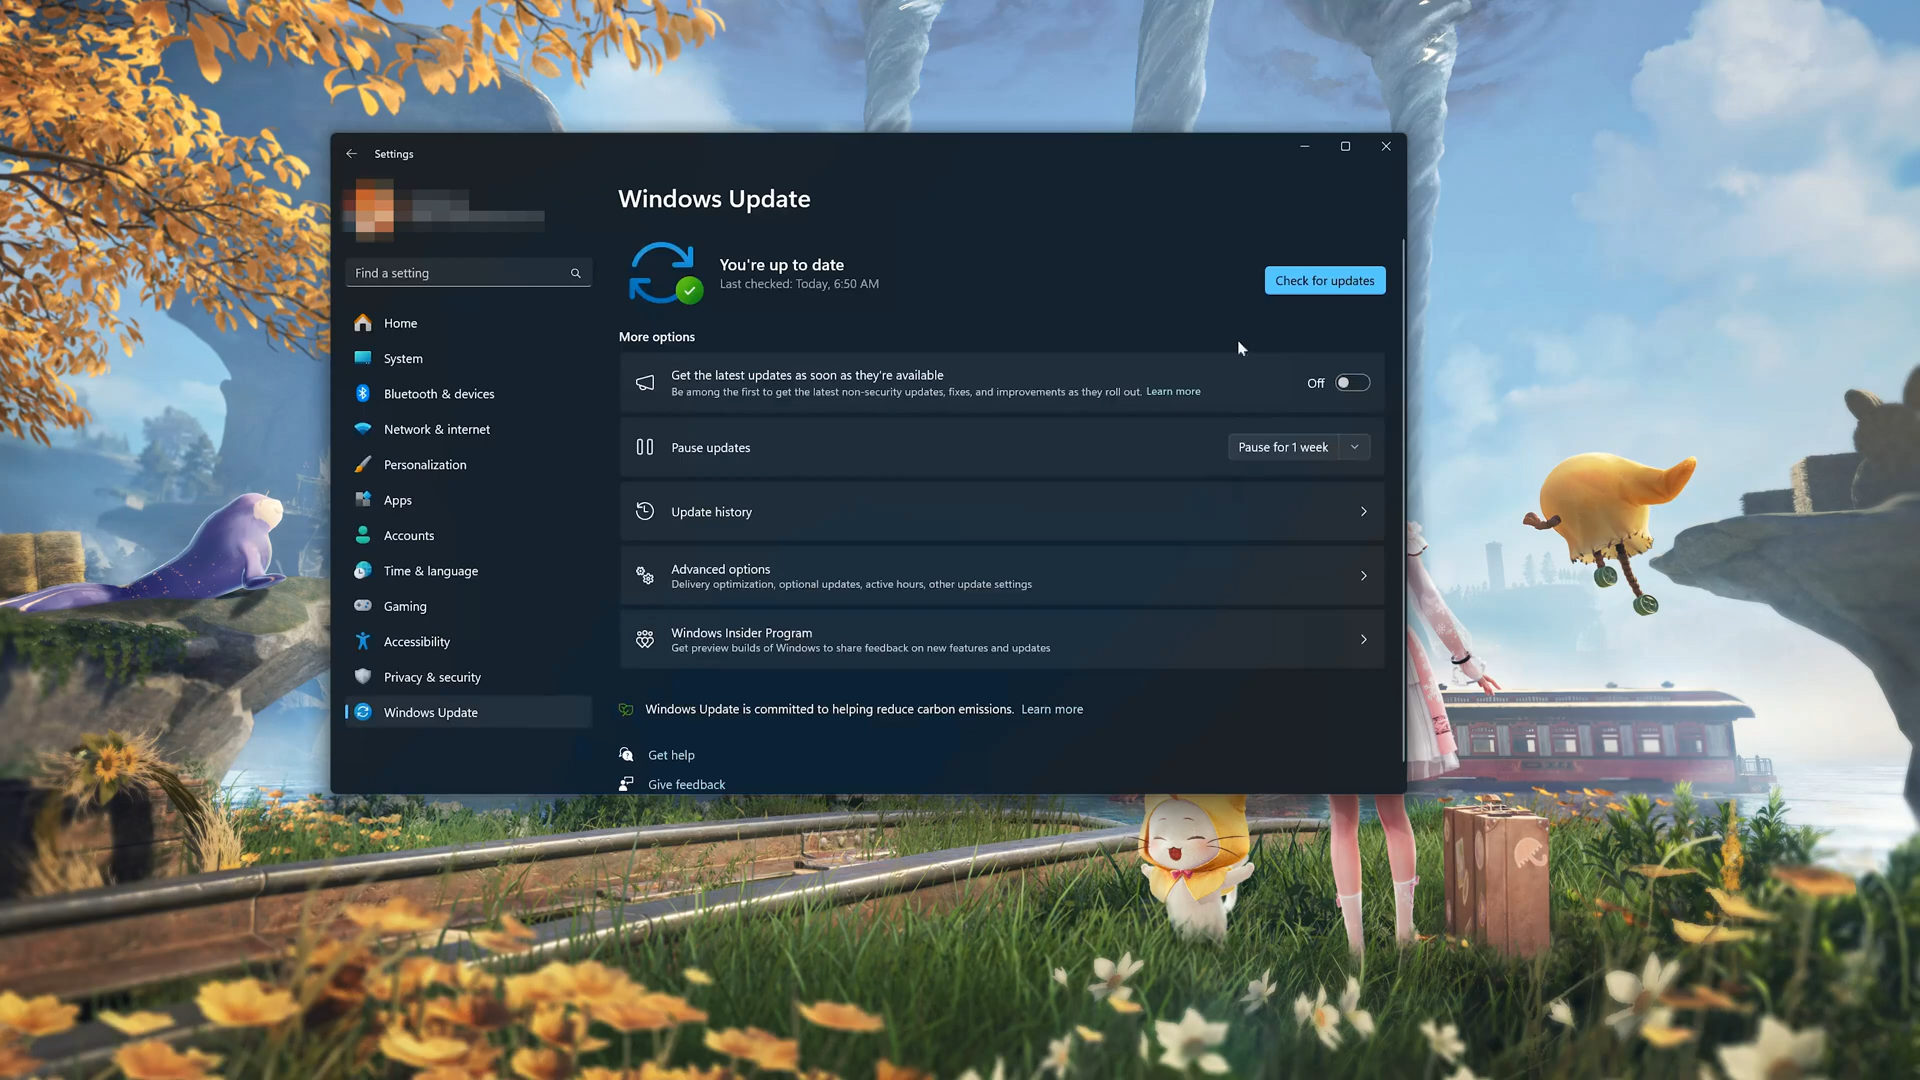 Settings
Find a setting
Home
System
Bluetooth & devices
Network & internet
Personalization
Apps
Accounts
Time & language
Gaming
Accessibility
Privacy & security
Windows Update
Windows Update
You're up to date
Last checked: Today, 6:50 AM
Check for updates
More options
Get the latest updates as soon as they're available
Be among the first to get the latest non-security updates, fixes, and improvements as they roll out. Learn more
Off
Pause updates
Pause for 1 week
Update history
Advanced options
Delivery optimization, optional updates, active hours, other update settings
Windows Insider Program
Get preview builds of Windows to share feedback on new features and updates
Windows Update is committed to helping reduce carbon emissions. Learn more
Get help
Give feedback